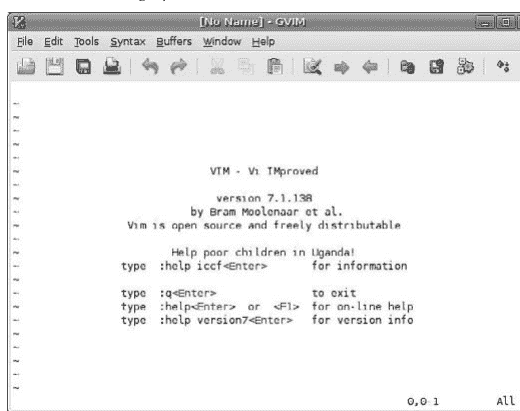 [No Name] - GVIM
File Edit Tools Syntax Buffers Window Help
~
~
~
~
~
~
VIM - Vi IMproved
~
~
version 7.1.138
~
by Bram Moolenaar et al.
~
Vim is open source and freely distributable
~
~
Help poor children in Uganda!
~
type :help iccf<Enter> for information
~
~
type :q<Enter> to exit
~
type :help<Enter> or <F1> for on-line help
~
type :help version7<Enter> for version info
~
~
~
~
~
0,0-1 All